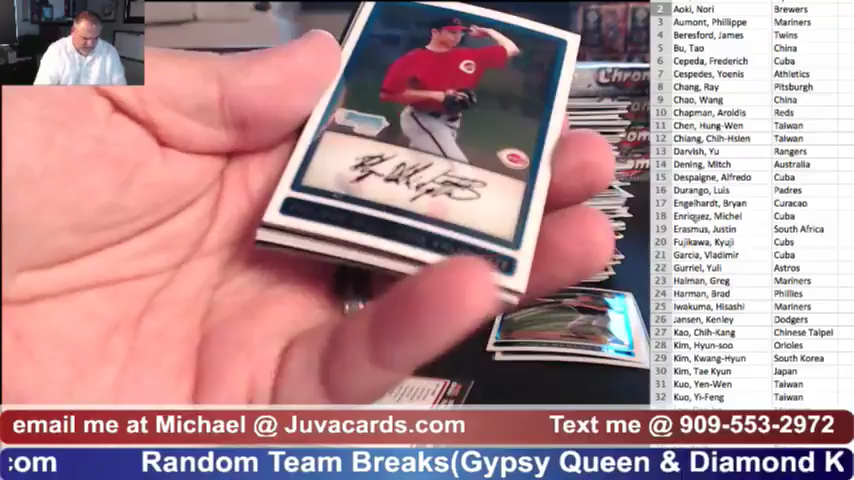 2 Aoki, Nori Brewers
3 Aumont, Phillippe Mariners
4 Beresford, James Twins
5 Bu, Tao China
6 Cepeda, Frederich Cuba
7 Cespedes, Yoenis Athletics
8 Chang, Ray Pitsburgh
9 Chao, Wang China
10 Chapman, Aroldis Reds
11 Chen, Hung-Wen Taiwan
12 Chiang, Chih-Hsien Taiwan
13 Darvish, Yu Rangers
14 Dening, Mitch Australia
15 Despaigne, Alfredo Cuba
16 Durango, Luis Padres
17 Engelhardt, Bryan Curacao
18 Enriquez, Michel Cuba
19 Erasmus, Justin South Africa
20 Fujikawa, Kyuji Cubs
21 Garcia, Vladimir Cuba
22 Gurriel, Yuli Astros
23 Halman, Greg Mariners
24 Harman, Brad Phillies
25 Iwakuma, Hisashi Mariners
26 Jansen, Kenley Dodgers
27 Kao, Chih-Kang Chinese Taipei
28 Kim, Hyun-soo Orioles
29 Kim, Kwang-Hyun South Korea
30 Kim, Tae Kyun Japan
31 Kuo, Yen-Wen Taiwan
32 Kuo, Yi-Feng Taiwan
email me at Michael @ Juvacards.com Text me @ 909-553-2972
:om Random Team Breaks(Gypsy Queen & Diamond K